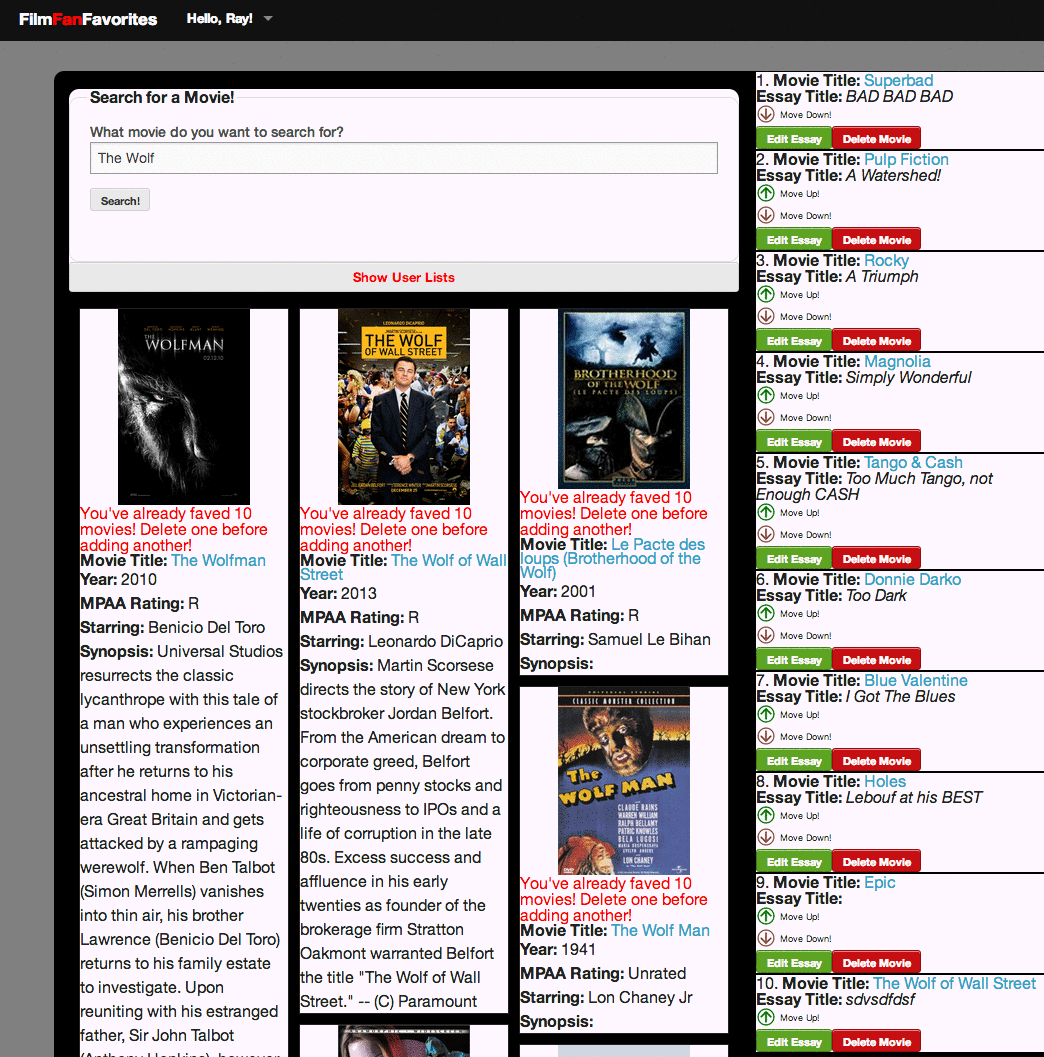 FilmFanFavorites
Hello, Ray!
Search for a Movie!
What movie do you want to search for?
The Wolf
Search!
Show User Lists
THE
WOLFMAN
02.12.10
You've already faved 10
movies! Delete one before
adding another!
Movie Title: The Wolfman
Year: 2010
MPAA Rating: R
Starring: Benicio Del Toro
Synopsis: Universal Studios
resurrects the classic
lycanthrope with this tale of
a man who experiences an
unsettling transformation
after he returns to his
ancestral home in Victorian-
era Great Britain and gets
attacked by a rampaging
werewolf. When Ben Talbot
(Simon Merrells) vanishes
into thin air, his brother
Lawrence (Benicio Del Toro)
returns to his family estate
to investigate. Upon
reuniting with his estranged
father, Sir John Talbot
(Anthony Hopkins), however
LEONARDO DICAPRIO
THE WOLF
OF WALL STREET
DECEMBER 25
You've already faved 10
movies! Delete one before
adding another!
Movie Title: The Wolf of Wall
Street
Year: 2013
MPAA Rating: R
Starring: Leonardo DiCaprio
Synopsis: Martin Scorsese
directs the story of New York
stockbroker Jordan Belfort.
From the American dream to
corporate greed, Belfort
goes from penny stocks and
righteousness to IPOs and a
life of corruption in the late
80s. Excess success and
affluence in his early
twenties as founder of the
brokerage firm Stratton
Oakmont warranted Belfort
the title "The Wolf of Wall
Street." -- (C) Paramount
BROTHERHOOD
OF THE WOLF
(LE PACTE DES LOUPS)
You've already faved 10
movies! Delete one before
adding another!
Movie Title: Le Pacte des
loups (Brotherhood of the
Wolf)
Year: 2001
MPAA Rating: R
Starring: Samuel Le Bihan
Synopsis:
UNIVERSAL STUDIOS
CLASSIC MONSTER COLLECTION
The
WOLF MAN
CLAUDE RAINS
WARREN WILLIAM
RALPH BELLAMY
PATRIC KNOWLES
BELA LUGOSI
MARIA OUSPENSKAYA
EVELYN ANKERS
LON CHANEY
You've already faved 10
movies! Delete one before
adding another!
Movie Title: The Wolf Man
Year: 1941
MPAA Rating: Unrated
Starring: Lon Chaney Jr
Synopsis:
1. Movie Title: Superbad
Essay Title: BAD BAD BAD
Move Down!
Edit Essay Delete Movie
2. Movie Title: Pulp Fiction
Essay Title: A Watershed!
Move Up!
Move Down!
Edit Essay Delete Movie
3. Movie Title: Rocky
Essay Title: A Triumph
Move Up!
Move Down!
Edit Essay Delete Movie
4. Movie Title: Magnolia
Essay Title: Simply Wonderful
Move Up!
Move Down!
Edit Essay Delete Movie
5. Movie Title: Tango & Cash
Essay Title: Too Much Tango, not
Enough CASH
Move Up!
Move Down!
Edit Essay Delete Movie
6. Movie Title: Donnie Darko
Essay Title: Too Dark
Move Up!
Move Down!
Edit Essay Delete Movie
7. Movie Title: Blue Valentine
Essay Title: I Got The Blues
Move Up!
Move Down!
Edit Essay Delete Movie
8. Movie Title: Holes
Essay Title: Lebouf at his BEST
Move Up!
Move Down!
Edit Essay Delete Movie
9. Movie Title: Epic
Essay Title:
Move Up!
Move Down!
Edit Essay Delete Movie
10. Movie Title: The Wolf of Wall Street
Essay Title: sdvsdfdsf
Move Up!
Edit Essay Delete Movie